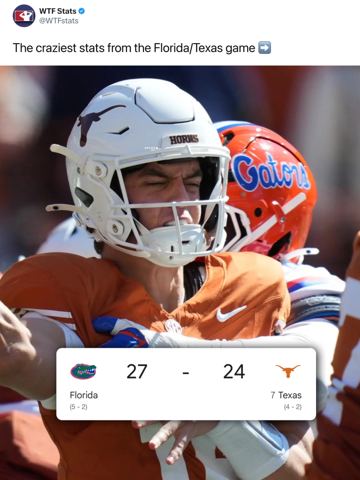 WTF Stats
@WTFstats
The craziest stats from the Florida/Texas game ➡️
HORNS
Gators
27 - 24
Florida 7 Texas
(5 - 2) (4 - 2)